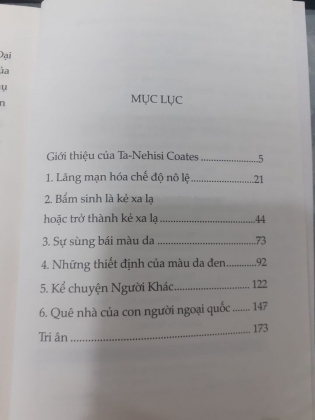 Đại
ủa
ụ
n
MỤC LỤC
Giới thiệu của Ta-Nehisi Coates ..................5
1. Lãng mạn hóa chế độ nô lệ...................21
2. Bẩm sinh là kẻ xa lạ
hoặc trở thành kẻ xa lạ.............................44
3. Sự sùng bái màu da ..............................73
4. Những thiết định của màu da đen.........92
5. Kể chuyện Người Khác.......................122
6. Quê nhà của con người ngoại quốc ...... 147
Tri ân .....................................................173